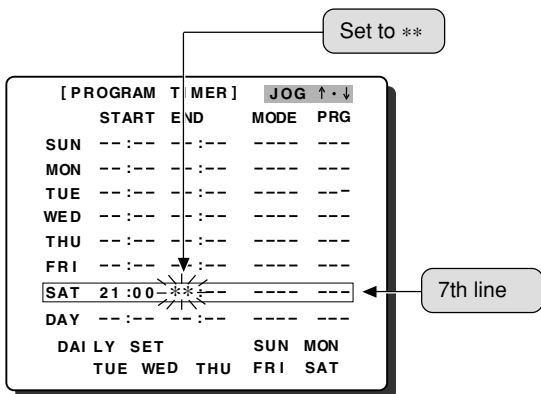 Set to **
[PROGRAM TIMER] JOG ↑・↓
START END MODE PRG
SUN --:-- --:-- ---- ---
MON --:-- --:-- ---- ---
TUE --:-- --:-- ---- ---
WED --:-- --:-- ---- ---
THU --:-- --:-- ---- ---
FRI --:-- --:-- ---- ---
SAT 21:00-**:-- ---- ---
7th line
DAY --:-- --:-- ---- ---
DAILY SET SUN MON
TUE WED THU FRI SAT